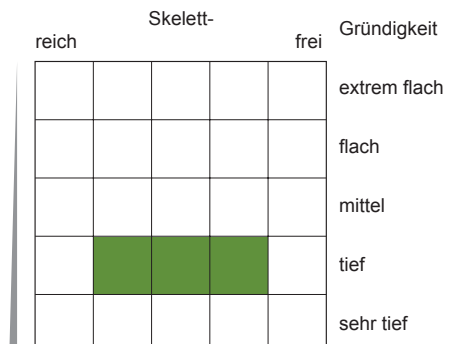 Skelett-
reich frei Gründigkeit
extrem flach
flach
mittel
tief
sehr tief